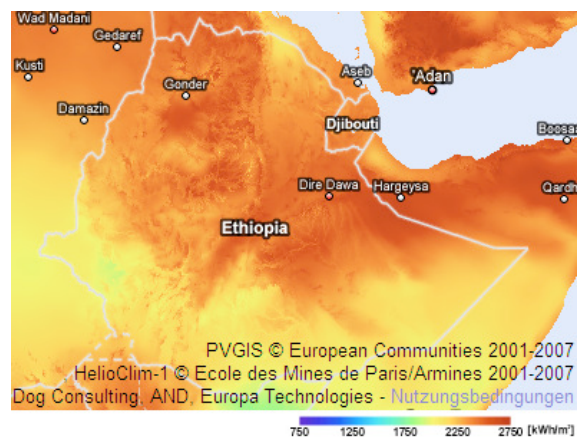 Wad Madani
Gedaref
Kusti
Aseb
'Adan
Gonder
Damazin
Djibouti
Boosaa
Dire Dawa
Hargeysa
Qardh
Ethiopia
PVGIS © European Communities 2001-2007
HelioClim-1 © Ecole des Mines de Paris/Armines 2001-2007
Dog Consulting, AND, Europa Technologies - Nutzungsbedingungen
750 1250 1750 2250 2750 [kWh/m²]